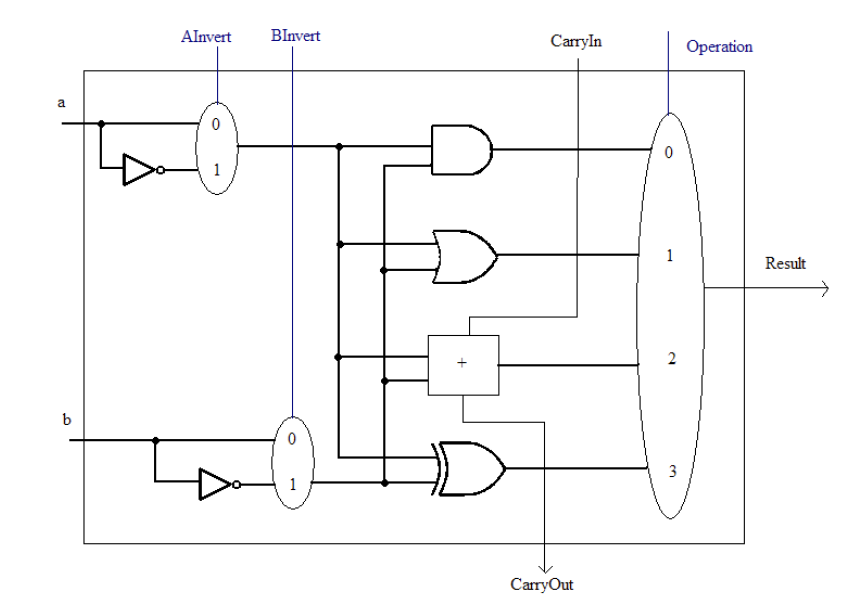 AInvert
BInvert
CarryIn
Operation
a
0
1
0
1
+
2
Result
b
0
1
3
CarryOut